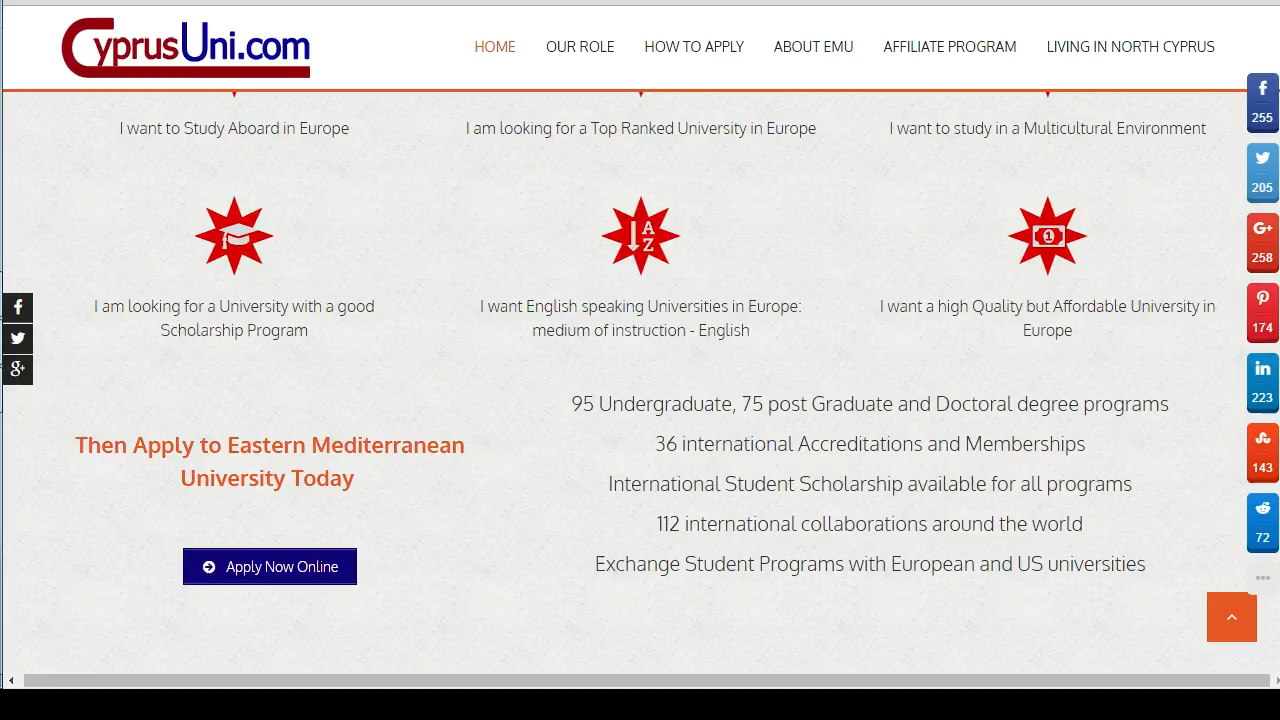 CyprusUni.com
HOME OUR ROLE HOW TO APPLY ABOUT EMU AFFILIATE PROGRAM LIVING IN NORTH CYPRUS
I want to Study Aboard in Europe
I am looking for a Top Ranked University in Europe
I want to study in a Multicultural Environment
A
Z
1
I am looking for a University with a good
Scholarship Program
I want English speaking Universities in Europe:
medium of instruction - English
I want a high Quality but Affordable University in
Europe
Then Apply to Eastern Mediterranean
University Today
Apply Now Online
95 Undergraduate, 75 post Graduate and Doctoral degree programs
36 international Accreditations and Memberships
International Student Scholarship available for all programs
112 international collaborations around the world
Exchange Student Programs with European and US universities
f
g+
f
255
205
G+
258
174
in
223
143
72